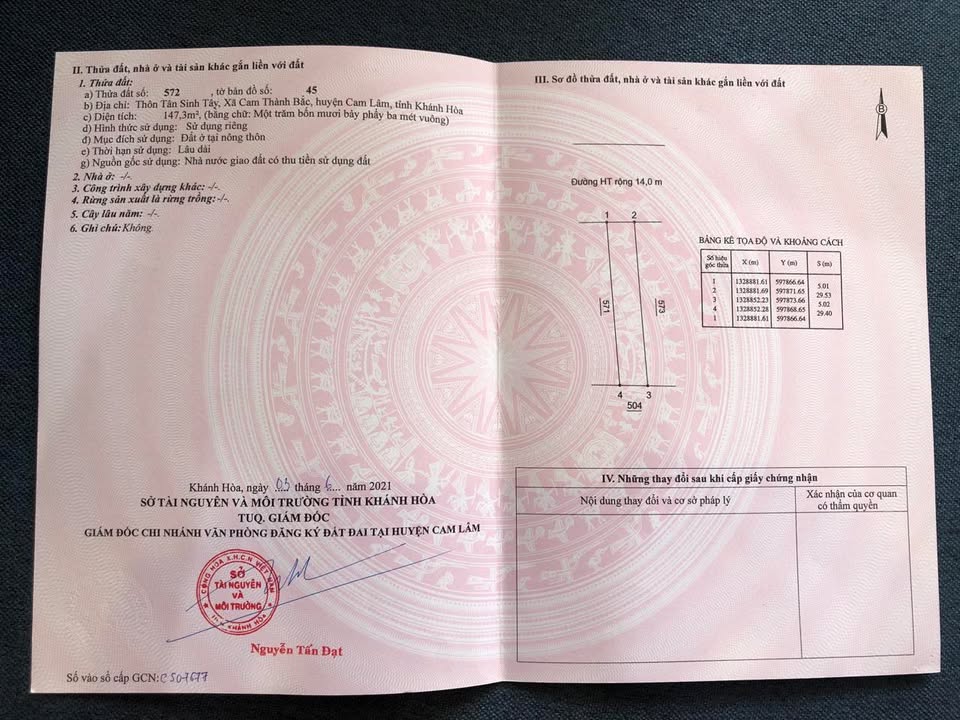 II. Thửa đất, nhà ở và tài sản khác gắn liền với đất
1. Thửa đất:
a) Thửa đất số: 572 , tờ bản đồ số: 45
b) Địa chỉ: Thôn Tân Sinh Tây, Xã Cam Thành Bắc, huyện Cam Lâm, tỉnh Khánh Hòa
c) Diện tích: 147,3m², (bằng chữ: Một trăm bốn mươi bảy phẩy ba mét vuông)
d) Hình thức sử dụng: Sử dụng riêng
đ) Mục đích sử dụng: Đất ở tại nông thôn
e) Thời hạn sử dụng: Lâu dài
g) Nguồn gốc sử dụng: Nhà nước giao đất có thu tiền sử dụng đất
2. Nhà ở: -/-
3. Công trình xây dựng khác: -/-
4. Rừng sản xuất là rừng trồng: -/-
5. Cây lâu năm: -/-
6. Ghi chú: Không.
Khánh Hòa, ngày 03 tháng 6 năm 2021
SỞ TÀI NGUYÊN VÀ MÔI TRƯỜNG TỈNH KHÁNH HÒA
TUQ. GIÁM ĐỐC
GIÁM ĐỐC CHI NHÁNH VĂN PHÒNG ĐĂNG KÝ ĐẤT ĐAI TẠI HUYỆN CAM LÂM
CỘNG HÒA X.H.C.N VIỆT NAM
SỞ
TÀI NGUYÊN
VÀ
MÔI TRƯỜNG
KHÁNH HÒA
Nguyễn Tấn Đạt
Số vào sổ cấp GCN: CS07677
III. Sơ đồ thửa đất, nhà ở và tài sản khác gắn liền với đất
B
Đường HT rộng 14,0 m
1 2
571 573
4 3
504
BẢNG KÊ TỌA ĐỘ VÀ KHOẢNG CÁCH
Số hiệu góc thửa X (m) Y (m) S (m)
1 1328881.61 597866.64
5.01
2 1328881.69 597871.65
29.53
3 1328852.23 597873.66
5.02
4 1328852.28 597868.65
29.40
1 1328881.61 597866.64
IV. Những thay đổi sau khi cấp giấy chứng nhận
Nội dung thay đổi và cơ sở pháp lý
Xác nhận của cơ quan
có thẩm quyền